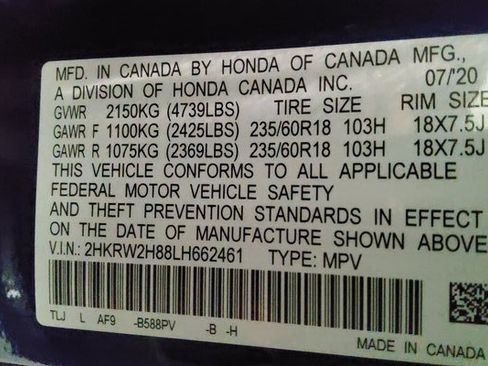 MFD. IN CANADA BY HONDA OF CANADA MFG.,
A DIVISION OF HONDA CANADA INC. 07/'20
GVWR 2150KG (4739LBS) TIRE SIZE RIM SIZE
GAWR F 1100KG (2425LBS) 235/60R18 103H 18X7.5J
GAWR R 1075KG (2369LBS) 235/60R18 103H 18X7.5J
THIS VEHICLE CONFORMS TO ALL APPLICABLE
FEDERAL MOTOR VEHICLE SAFETY
AND THEFT PREVENTION STANDARDS IN EFFECT
ON THE DATE OF MANUFACTURE SHOWN ABOVE
V.I.N.: 2HKRW2H88LH662461 TYPE: MPV
TLJ L AF9 -B588PV -B -H
MADE IN CANADA